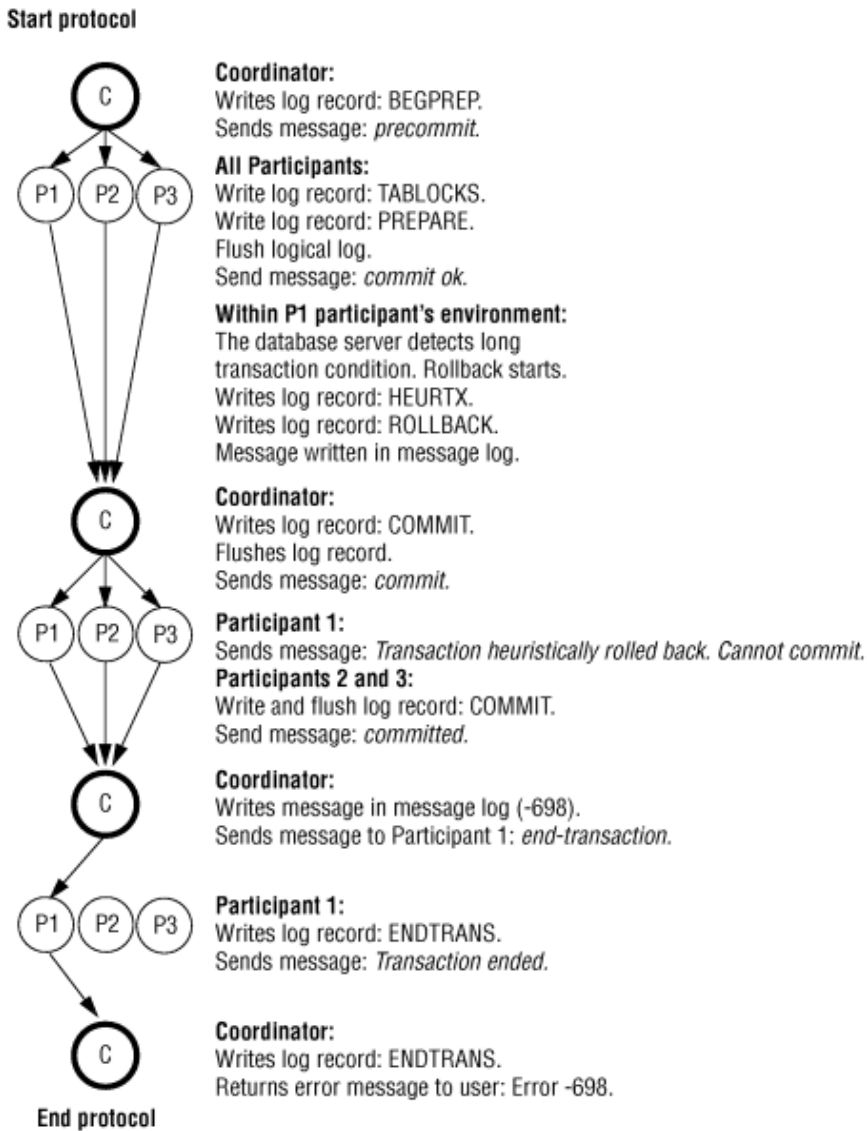 Start protocol
C
Coordinator:
Writes log record: BEGPREP.
Sends message: precommit.
P1 P2 P3
All Participants:
Write log record: TABLOCKS.
Write log record: PREPARE.
Flush logical log.
Send message: commit ok.
Within P1 participant's environment:
The database server detects long
transaction condition. Rollback starts.
Writes log record: HEURTX.
Writes log record: ROLLBACK.
Message written in message log.
C
Coordinator:
Writes log record: COMMIT.
Flushes log record.
Sends message: commit.
P1 P2 P3
Participant 1:
Sends message: Transaction heuristically rolled back. Cannot commit.
Participants 2 and 3:
Write and flush log record: COMMIT.
Send message: committed.
C
Coordinator:
Writes message in message log (-698).
Sends message to Participant 1: end-transaction.
P1 P2 P3
Participant 1:
Writes log record: ENDTRANS.
Sends message: Transaction ended.
C
Coordinator:
Writes log record: ENDTRANS.
Returns error message to user: Error -698.
End protocol